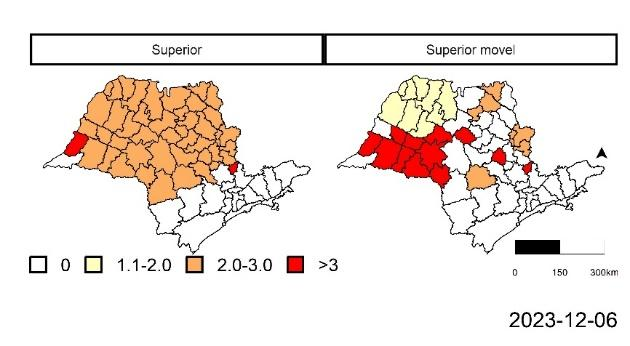 Superior
Superior movel
0 1.1-2.0 2.0-3.0 >3
0 150 300km
2023-12-06